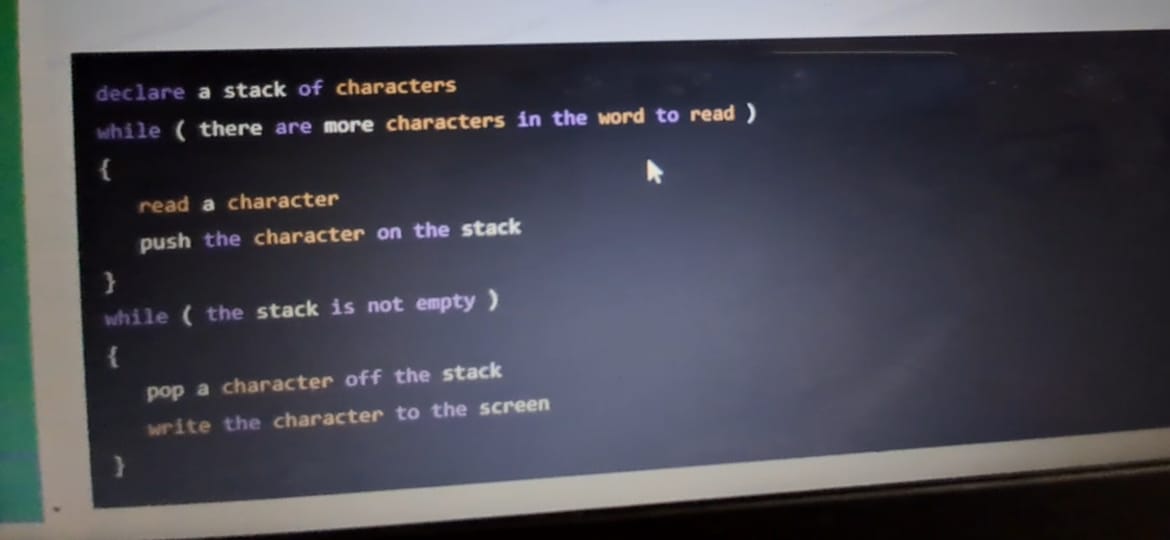 declare a stack of characters
while ( there are more characters in the word to read )
{
read a character
push the character on the stack
}
while ( the stack is not empty )
{
pop a character off the stack
write the character to the screen
}